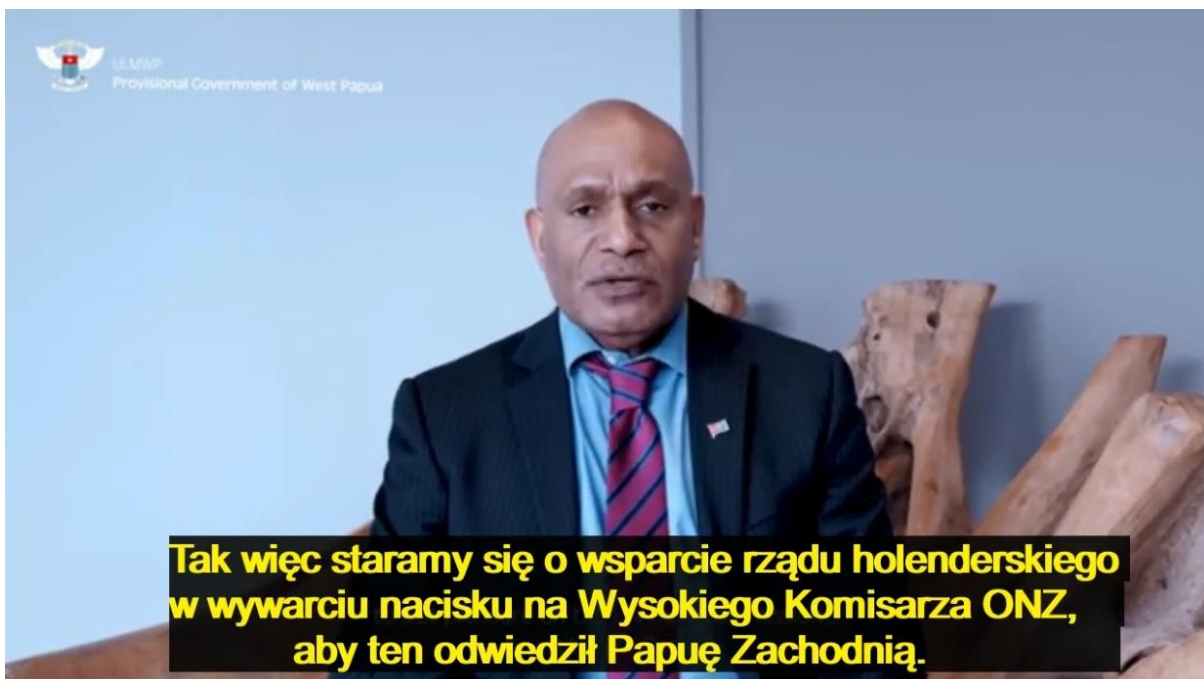 ULMWP
Provisional Government of West Papua
Tak więc staramy się o wsparcie rządu holenderskiego
w wywarciu nacisku na Wysokiego Komisarza ONZ,
aby ten odwiedził Papuę Zachodnią.